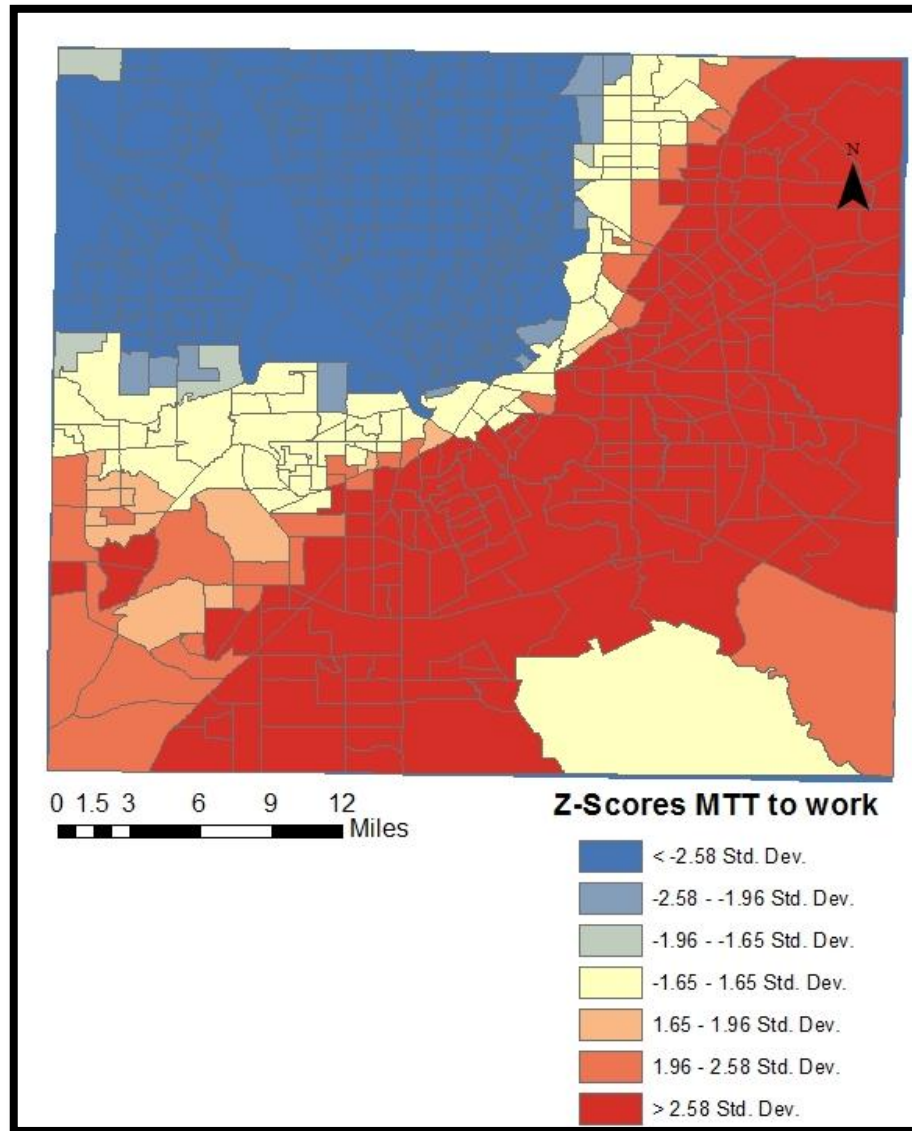 N
0 1.5 3 6 9 12
Miles
Z-Scores MTT to work
< -2.58 Std. Dev.
-2.58 - -1.96 Std. Dev.
-1.96 - -1.65 Std. Dev.
-1.65 - 1.65 Std. Dev.
1.65 - 1.96 Std. Dev.
1.96 - 2.58 Std. Dev.
> 2.58 Std. Dev.